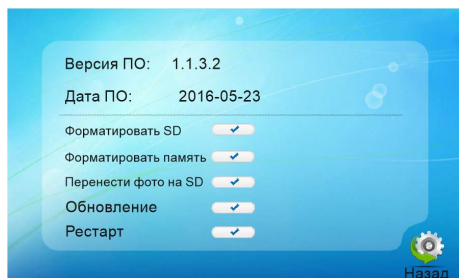 Версия ПО: 1.1.3.2
Дата ПО: 2016-05-23
Форматировать SD
Форматировать память
Перенести фото на SD
Обновление
Рестарт
Назад